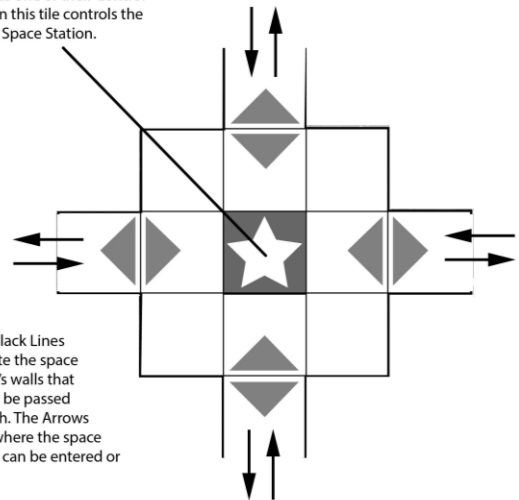 n this tile controls the
Space Station.
lack Lines
te the space
's walls that
be passed
h. The Arrows
where the space
can be entered or